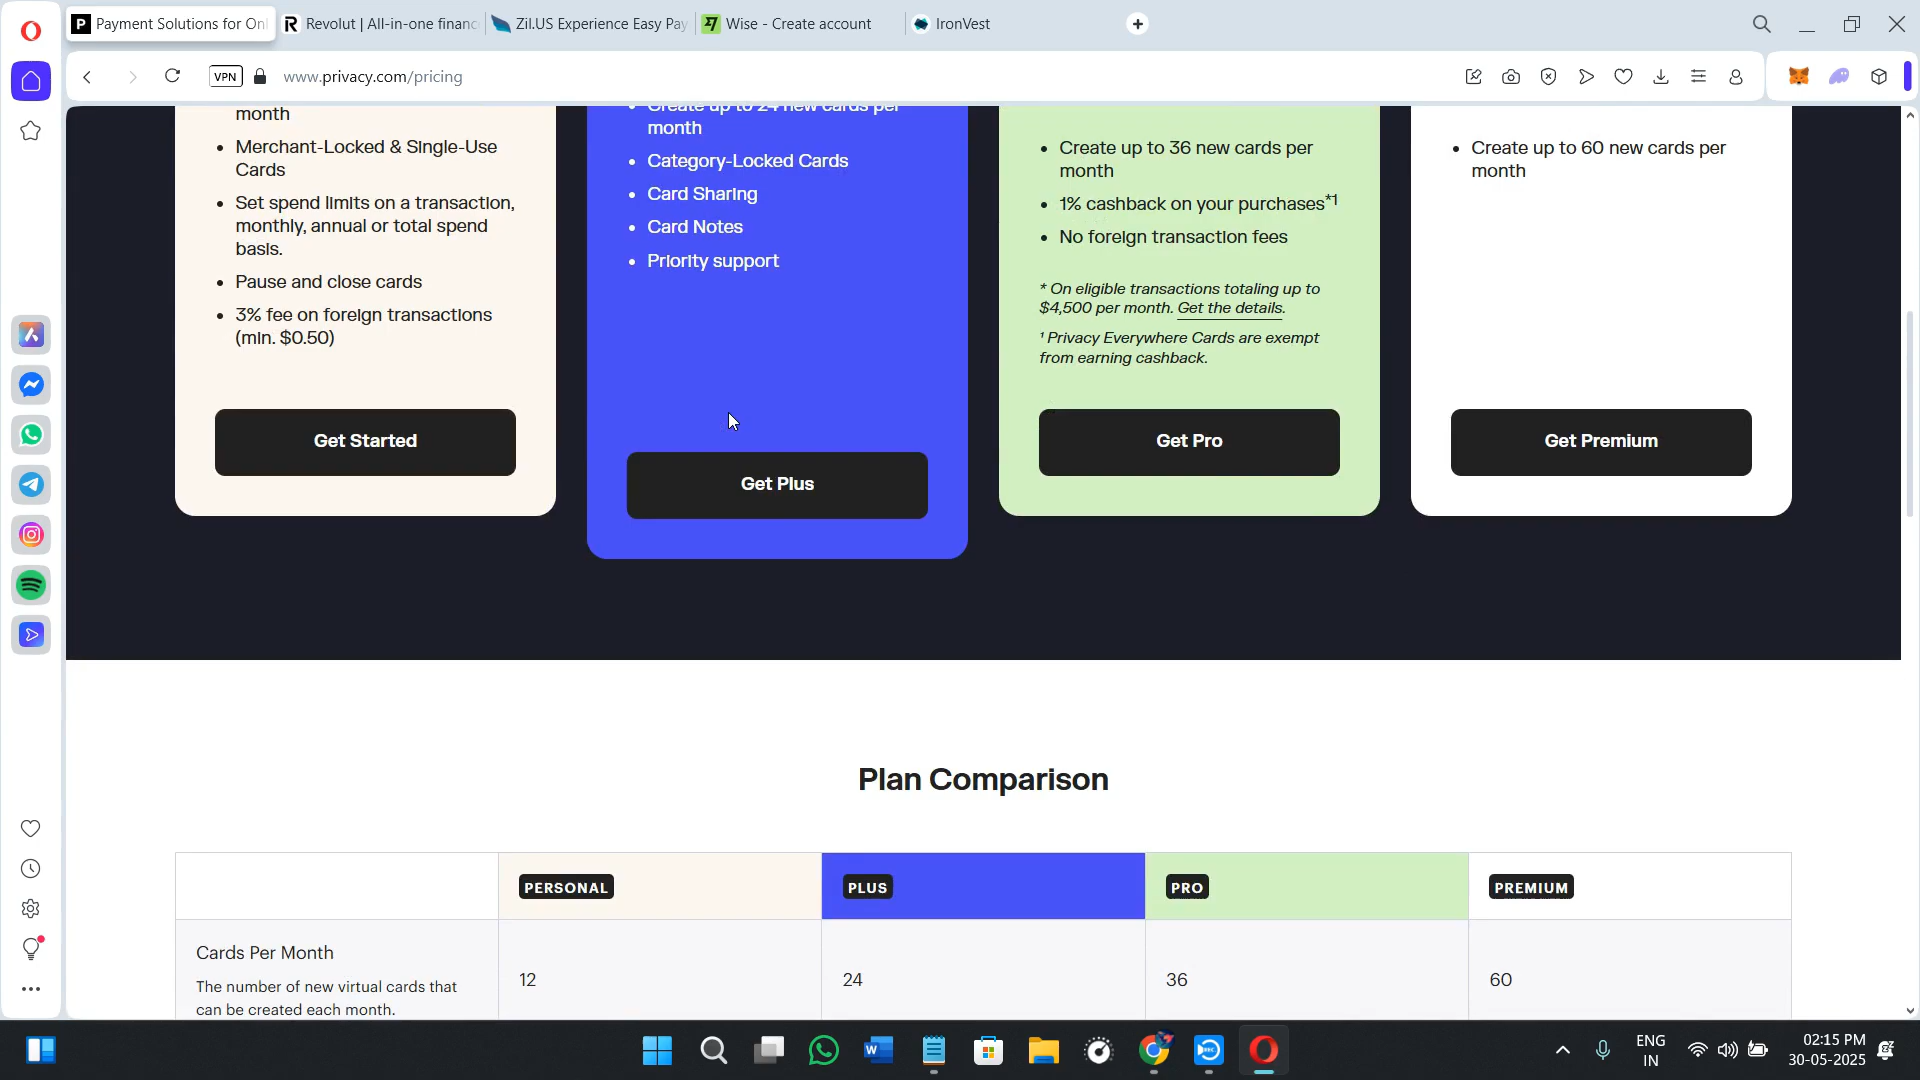 Payment Solutions for Onl
Revolut | All-in-one financ
Zil.US Experience Easy Pay
Wise - Create account
IronVest
VPN
www.privacy.com/pricing
month
Merchant-Locked & Single-Use
Cards
Set spend limits on a transaction,
monthly, annual or total spend
basis.
Pause and close cards
3% fee on foreign transactions
(min. $0.50)
Get Started
Create up to 24 new cards per
month
Category-Locked Cards
Card Sharing
Card Notes
Priority support
Get Plus
Create up to 36 new cards per
month
1% cashback on your purchases*1
No foreign transaction fees
* On eligible transactions totaling up to
$4,500 per month. Get the details.
¹ Privacy Everywhere Cards are exempt
from earning cashback.
Get Pro
Create up to 60 new cards per
month
Get Premium
Plan Comparison
PERSONAL
PLUS
PRO
PREMIUM
Cards Per Month
The number of new virtual cards that
can be created each month.
12
24
36
60
ENG
IN
02:15 PM
30-05-2025